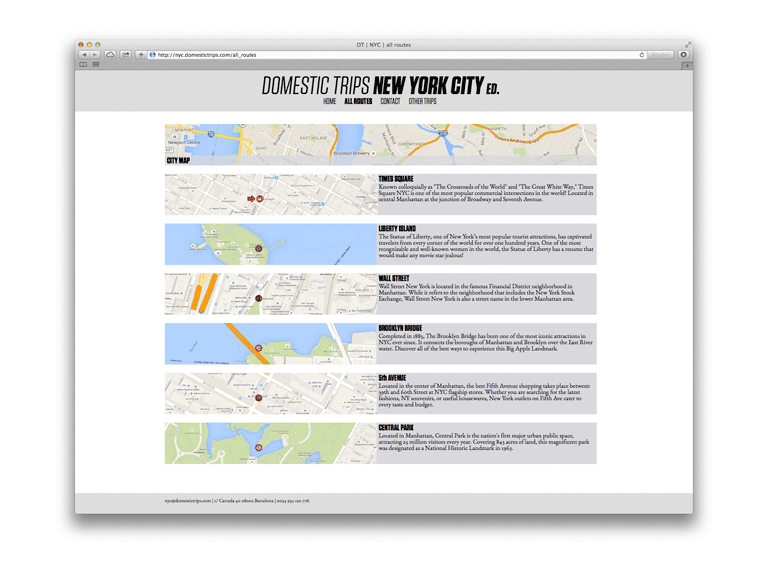 DT | NYC | all routes
http://nyc.domestictrips.com/all_routes
Reader
DOMESTIC TRIPS NEW YORK CITY ED.
HOME ALL ROUTES CONTACT OTHER TRIPS
NEWPORT
Newport-Centre
SOHO
EAST VILLAGE
Brooklyn Brewery
GREENPOINT
MASPETH
CITY MAP
TIMES SQUARE
Known colloquially as "The Crossroads of the World" and "The Great White Way," Times
Square NYC is one of the most popular commercial intersections in the world! Located in
central Manhattan at the junction of Broadway and Seventh Avenue.
LIBERTY ISLAND
The Statue of Liberty, one of New York's most popular tourist attractions, has captivated
travelers from every corner of the world for over one hundred years. One of the most
recognizable and well-known women in the world, the Statue of Liberty has a resume that
would make any movie star jealous!
WALL STREET
Wall Street New York is located in the famous Financial District neighborhood in
Manhattan. While it refers to the neighborhood that includes the New York Stock
Exchange, Wall Street New York is also a street name in the lower Manhattan area.
BROOKLYN BRIDGE
Completed in 1883, The Brooklyn Bridge has been one of the most iconic attractions in
NYC ever since. It connects the boroughs of Manhattan and Brooklyn over the East River
water. Discover all of the best ways to experience this Big Apple Landmark.
5th AVENUE
Located in the center of Manhattan, the best Fifth Avenue shopping takes place between
39th and 60th Street at NYC flagship stores. Whether you are searching for the latest
fashions, NY souvenirs, or useful housewares, New York outlets on Fifth Ave cater to
every taste and budget.
CENTRAL PARK
Located in Manhattan, Central Park is the nation's first major urban public space,
attracting 25 million visitors every year. Covering 843 acres of land, this magnificent park
was designated as a National Historic Landmark in 1963.
nyc@domestictrips.com | c/ Canuda 40 08002 Barcelona | 0034 934 120 776